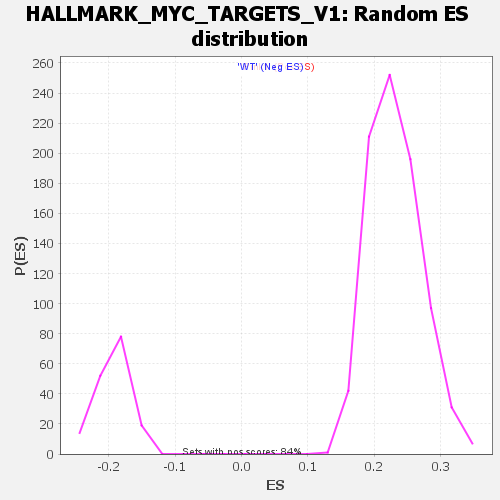 HALLMARK_MYC_TARGETS_V1: Random ES
distribution
'WT' (Neg ES)S)
260
240
220
200
180
160
140
120
100
80
60
40
20
0
P(ES)
Sets with pos scores: 84%
-0.2 -0.1 0.0 0.1 0.2 0.3
ES